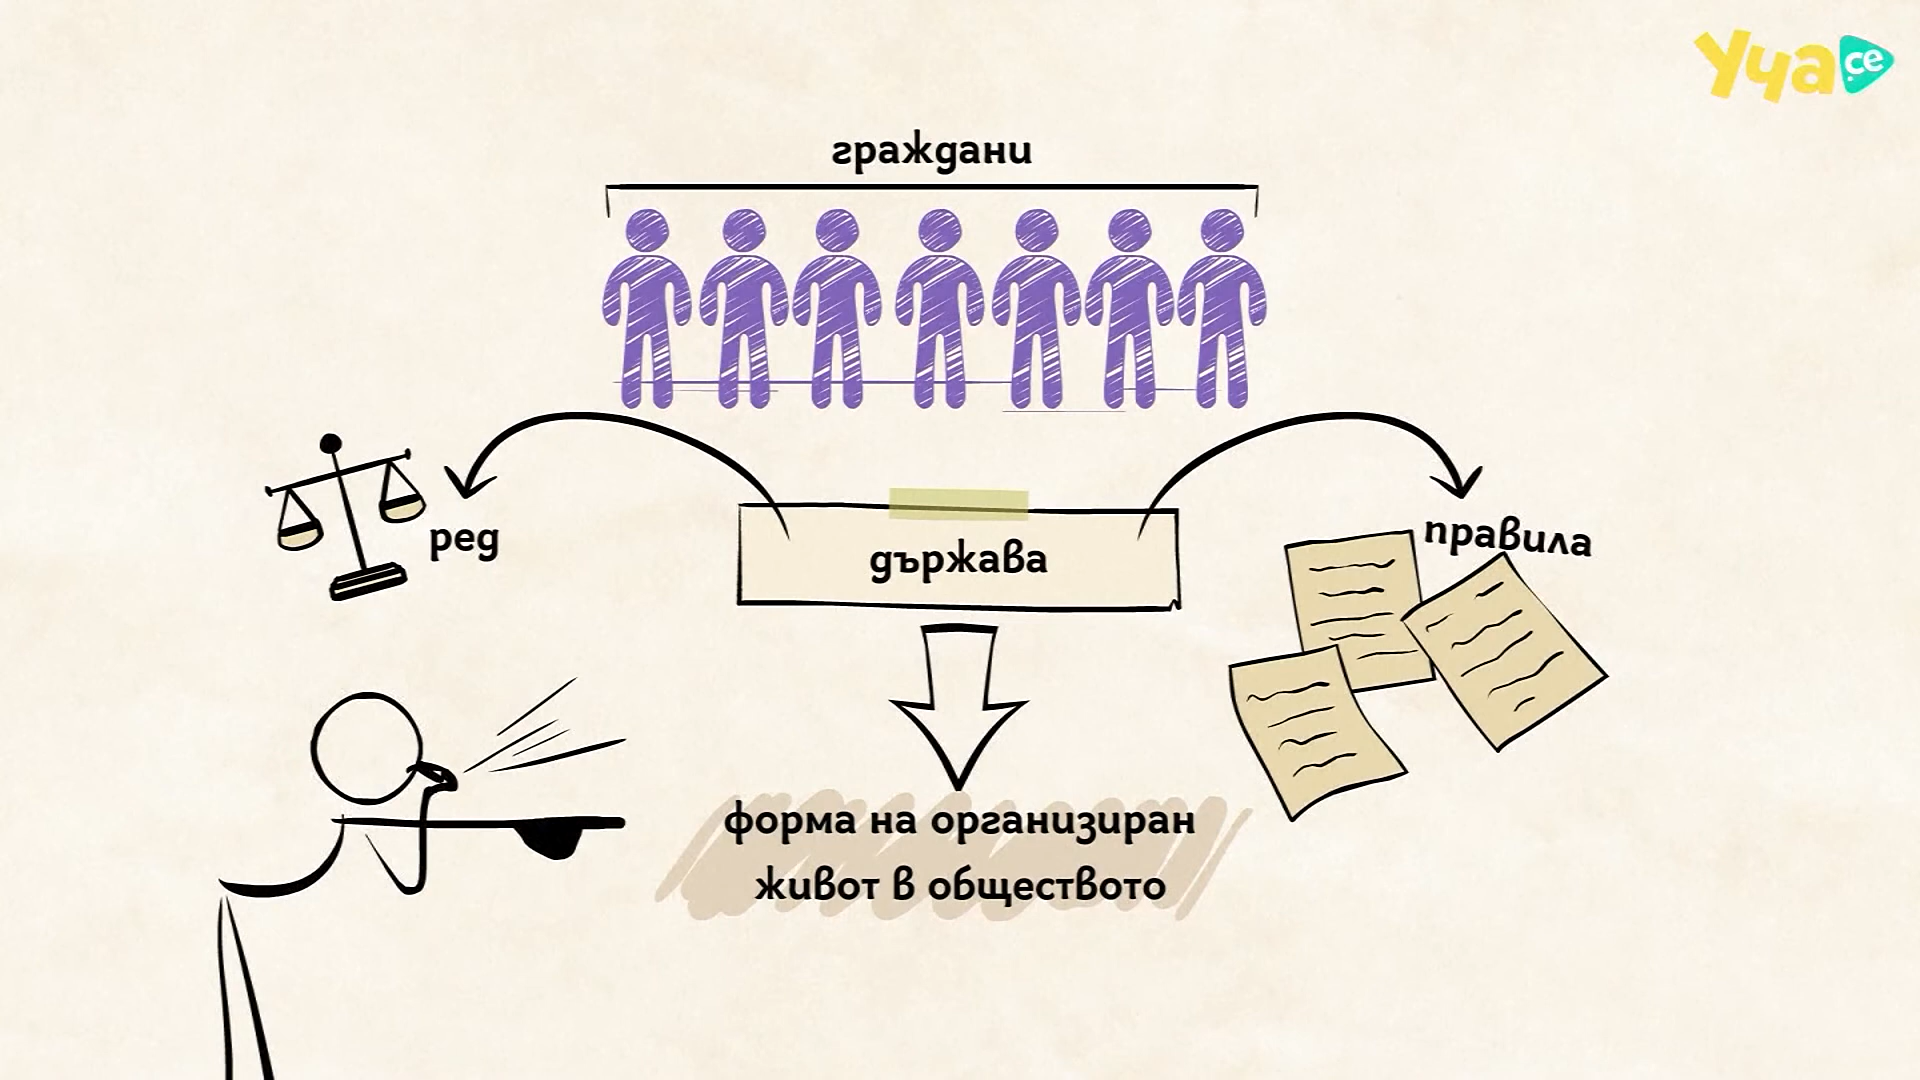 Уча.се
граждани
ред
държава
правила
форма на организиран
живот в обществото